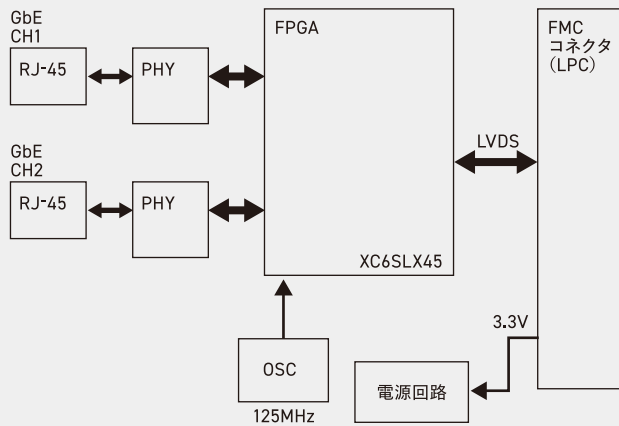 GbE
CH1
RJ-45
PHY
GbE
CH2
RJ-45
PHY
FPGA
XC6SLX45
LVDS
FMC
コネクタ
(LPC)
OSC
125MHz
3.3V
電源回路